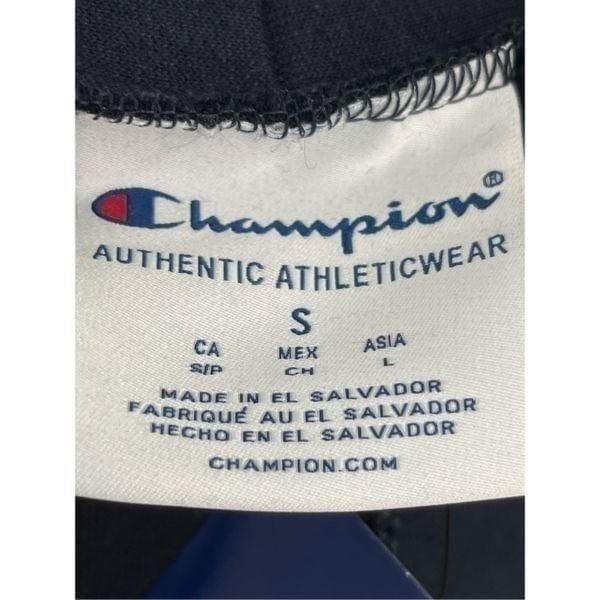 Champion®
AUTHENTIC ATHLETICWEAR
S
CA MEX ASIA
S/P CH L
MADE IN EL SALVADOR
FABRIQUÉ AU EL SALVADOR
HECHO EN EL SALVADOR
CHAMPION.COM